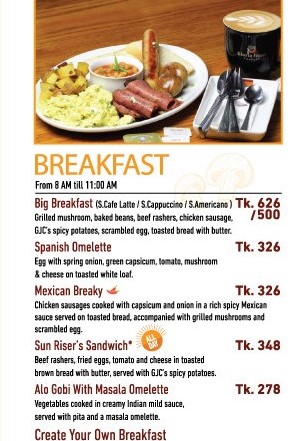 Gloria Jean's
BREAKFAST
From 8 AM till 11:00 AM
Big Breakfast (S.Cafe Latte / S.Cappuccino / S.Americano ) Tk. 626
/500
Grilled mushroom, baked beans, beef rashers, chicken sausage,
GJC's spicy potatoes, scrambled egg, toasted bread with butter.
Spanish Omelette Tk. 326
Egg with spring onion, green capsicum, tomato, mushroom
& cheese on toasted white loaf.
Mexican Breaky Tk. 326
Chicken sausages cooked with capsicum and onion in a rich spicy Mexican
sauce served on toasted bread, accompanied with grilled mushrooms and
scrambled egg.
Sun Riser's Sandwich* ALL DAY Tk. 348
Beef rashers, fried eggs, tomato and cheese in toasted
brown bread with butter, served with GJC's spicy potatoes.
Alo Gobi With Masala Omelette Tk. 278
Vegetables cooked in creamy Indian mild sauce,
served with pita and a masala omelette.
Create Your Own Breakfast